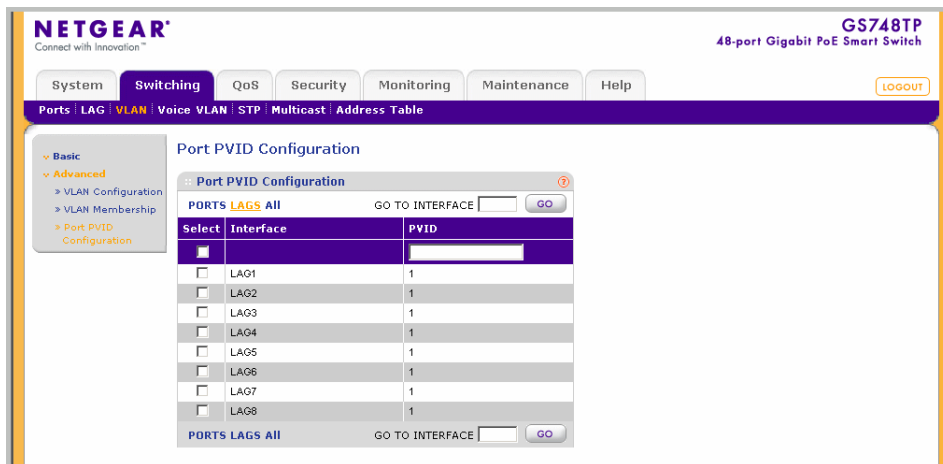 NETGEAR®
Connect with Innovation™
GS748TP
48-port Gigabit PoE Smart Switch
System Switching QoS Security Monitoring Maintenance Help LOGOUT
Ports LAG VLAN Voice VLAN STP Multicast Address Table
Basic
Advanced
» VLAN Configuration
» VLAN Membership
» Port PVID
Configuration
Port PVID Configuration
:: Port PVID Configuration ?
PORTS LAGS All GO TO INTERFACE GO
Select Interface PVID
LAG1 1
LAG2 1
LAG3 1
LAG4 1
LAG5 1
LAG6 1
LAG7 1
LAG8 1
PORTS LAGS All GO TO INTERFACE GO